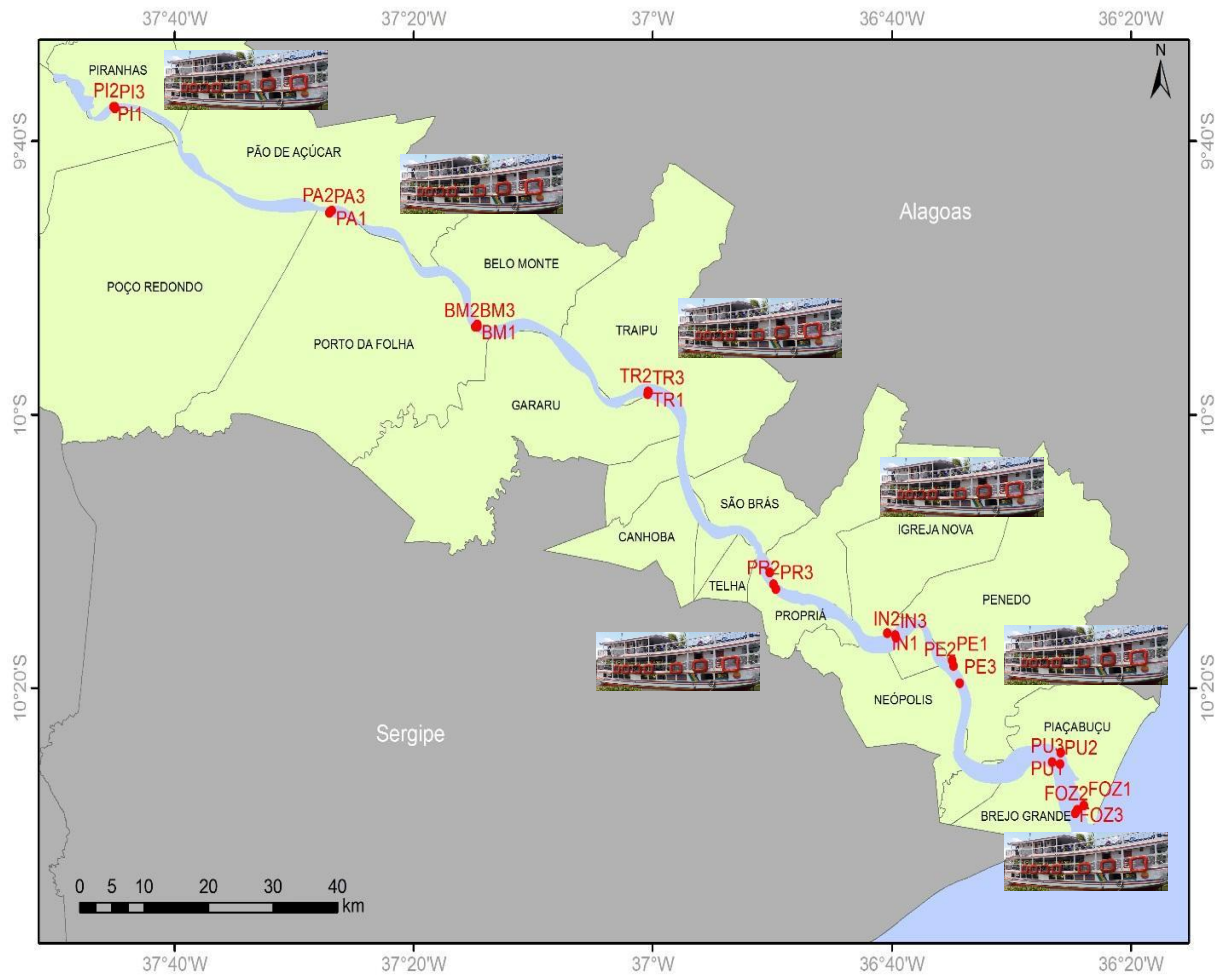 37°40'W 37°20'W 37°0'W 36°40'W 36°20'W
N
PIRANHAS
PI2PI3
PI1
9°40'S 9°40'S
PÃO DE AÇÚCAR
PA2PA3
PA1
Alagoas
BELO MONTE
POÇO REDONDO
BM2BM3
BM1
TRAIPU
PORTO DA FOLHA
TR2TR3
TR1
GARARU
10°S 10°S
SÃO BRÁS
IGREJA NOVA
CANHOBA
PR2PR3
TELHA
PENEDO
PROPRIÁ
IN2IN3
IN1
PE2PE1
PE3
10°20'S 10°20'S
NEÓPOLIS
Sergipe
PIAÇABUÇU
PU3PU2
PU1
FOZ2FOZ1
BREJO GRANDE FOZ3
0 5 10 20 30 40
km
37°40'W 37°20'W 37°0'W 36°40'W 36°20'W